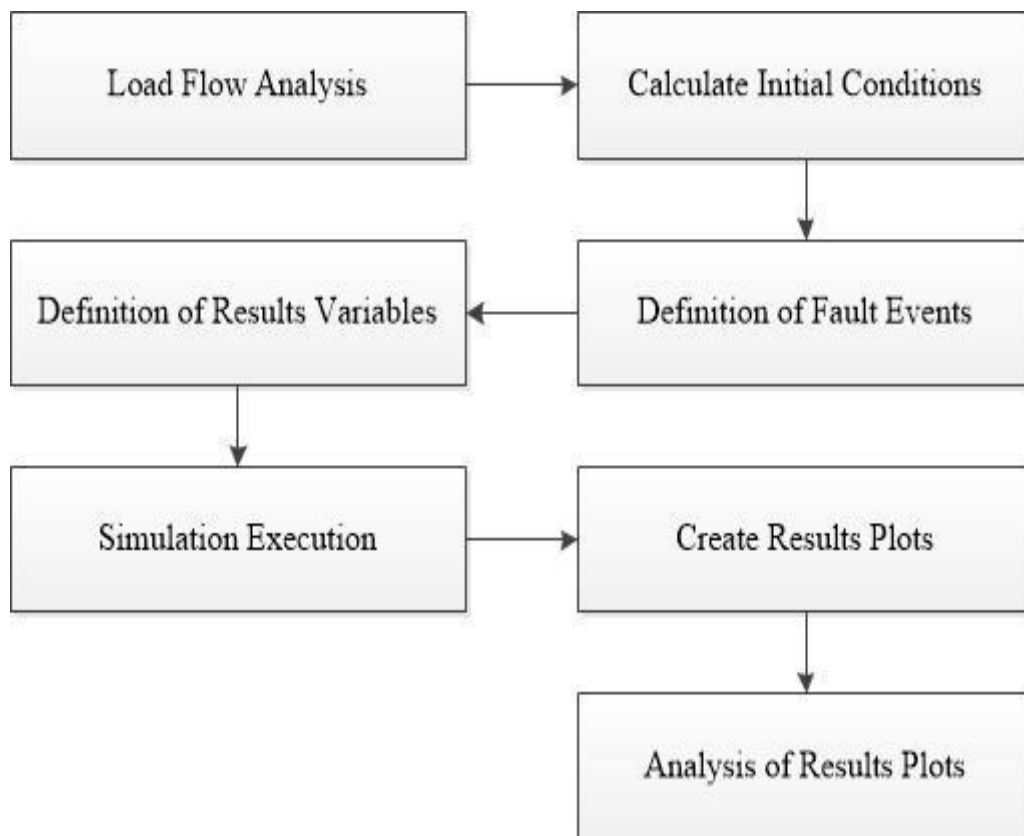 Load Flow Analysis
Calculate Initial Conditions
Definition of Fault Events
Definition of Results Variables
Simulation Execution
Create Results Plots
Analysis of Results Plots